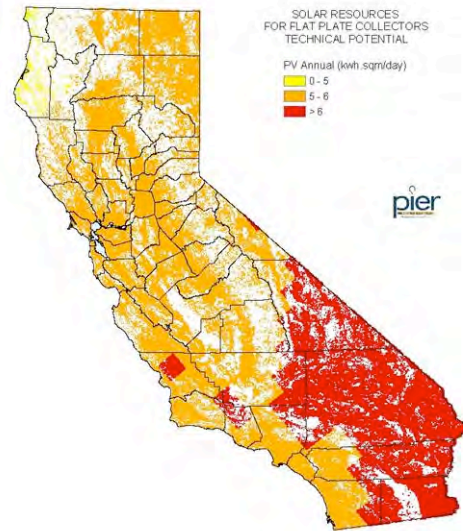 SOLAR RESOURCES
FOR FLAT PLATE COLLECTORS
TECHNICAL POTENTIAL
PV Annual (kwh.sqm/day)
0 - 5
5 - 6
> 6
pier